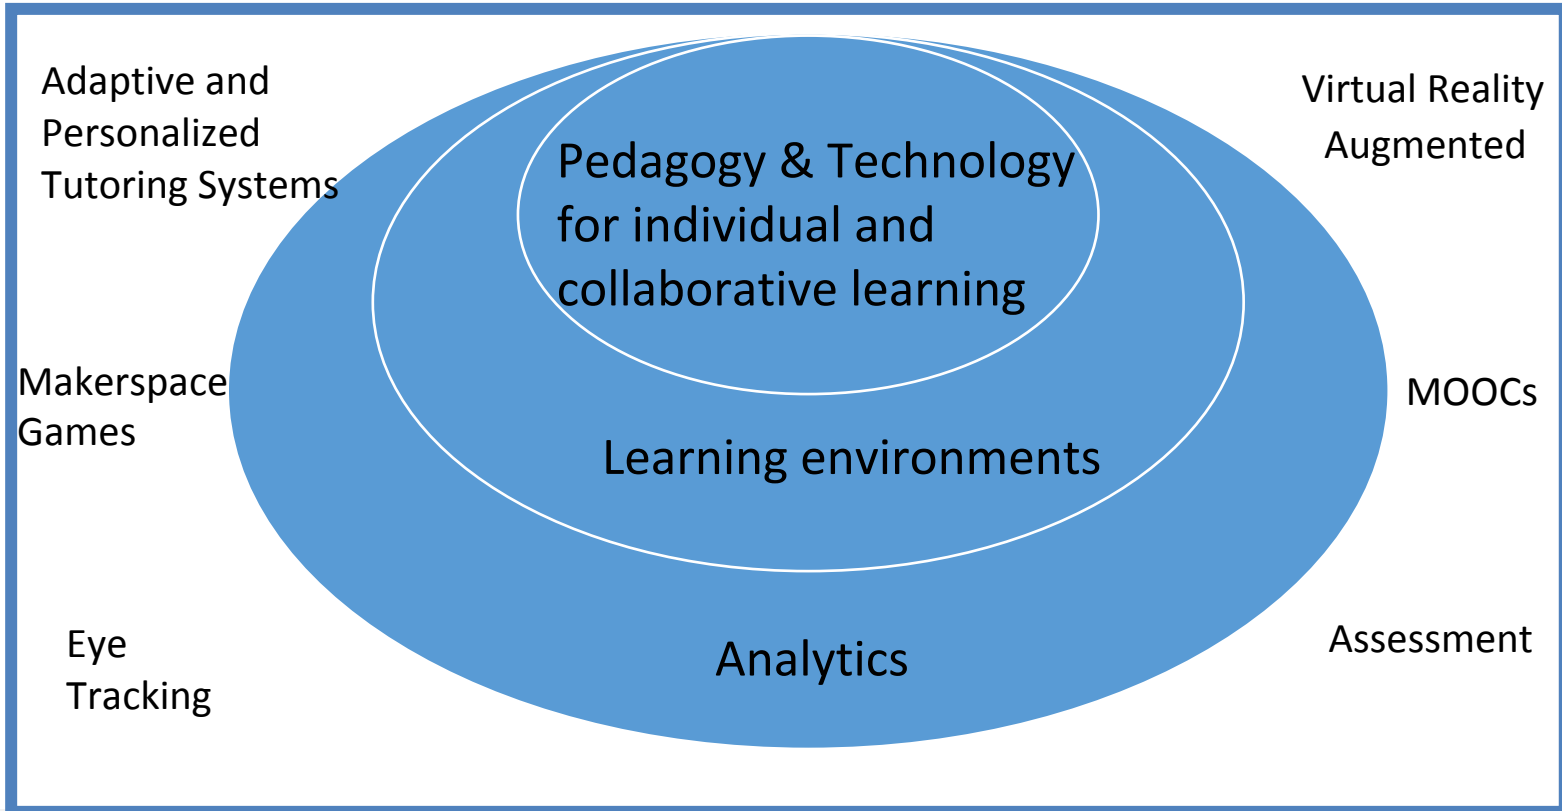 Adaptive and
Personalized
Tutoring Systems
Virtual Reality
Augmented
Pedagogy & Technology
for individual and
collaborative learning
Makerspace
Games
MOOCs
Learning environments
Eye
Tracking
Analytics
Assessment